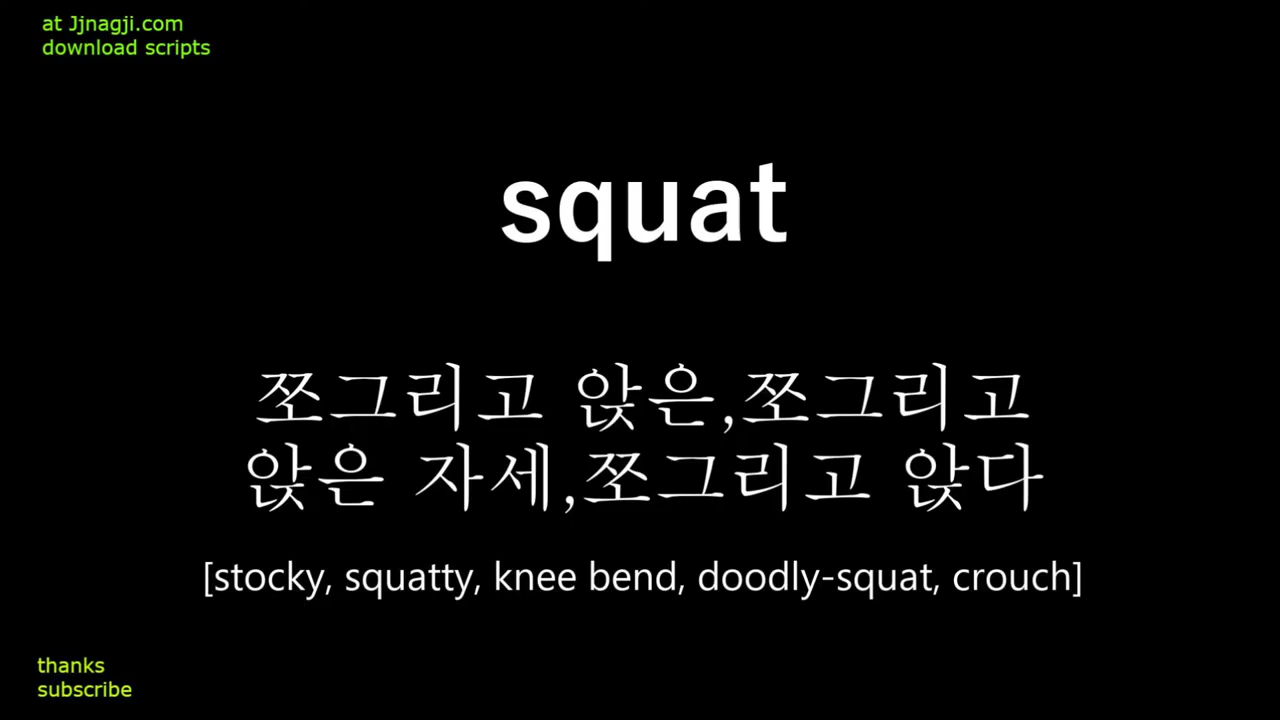 at Jjnagji.com
download scripts
squat
쪼그리고 앉은,쪼그리고
앉은 자세,쪼그리고 앉다
[stocky, squatty, knee bend, doodly-squat, crouch]
thanks
subscribe